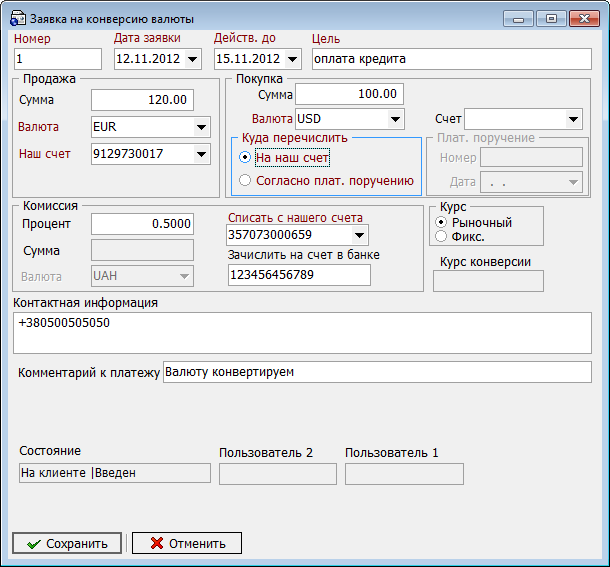 Заявка на конверсию валюты
Номер Дата заявки Действ. до Цель
1 12.11.2012 15.11.2012 оплата кредита
Продажа
Сумма 120.00
Валюта EUR
Наш счет 9129730017
Покупка
Сумма 100.00
Валюта USD Счет
Куда перечислить
На наш счет
Согласно плат. поручению
Плат. поручение
Номер
Дата . .
Комиссия
Процент 0.5000
Сумма
Валюта UAH
Списать с нашего счета
357073000659
Зачислить на счет в банке
123456456789
Курс
Рыночный
Фикс.
Курс конверсии
Контактная информация
+380500505050
Комментарий к платежу Валюту конвертируем
Состояние Пользователь 2 Пользователь 1
На клиенте |Введен
Сохранить Отменить